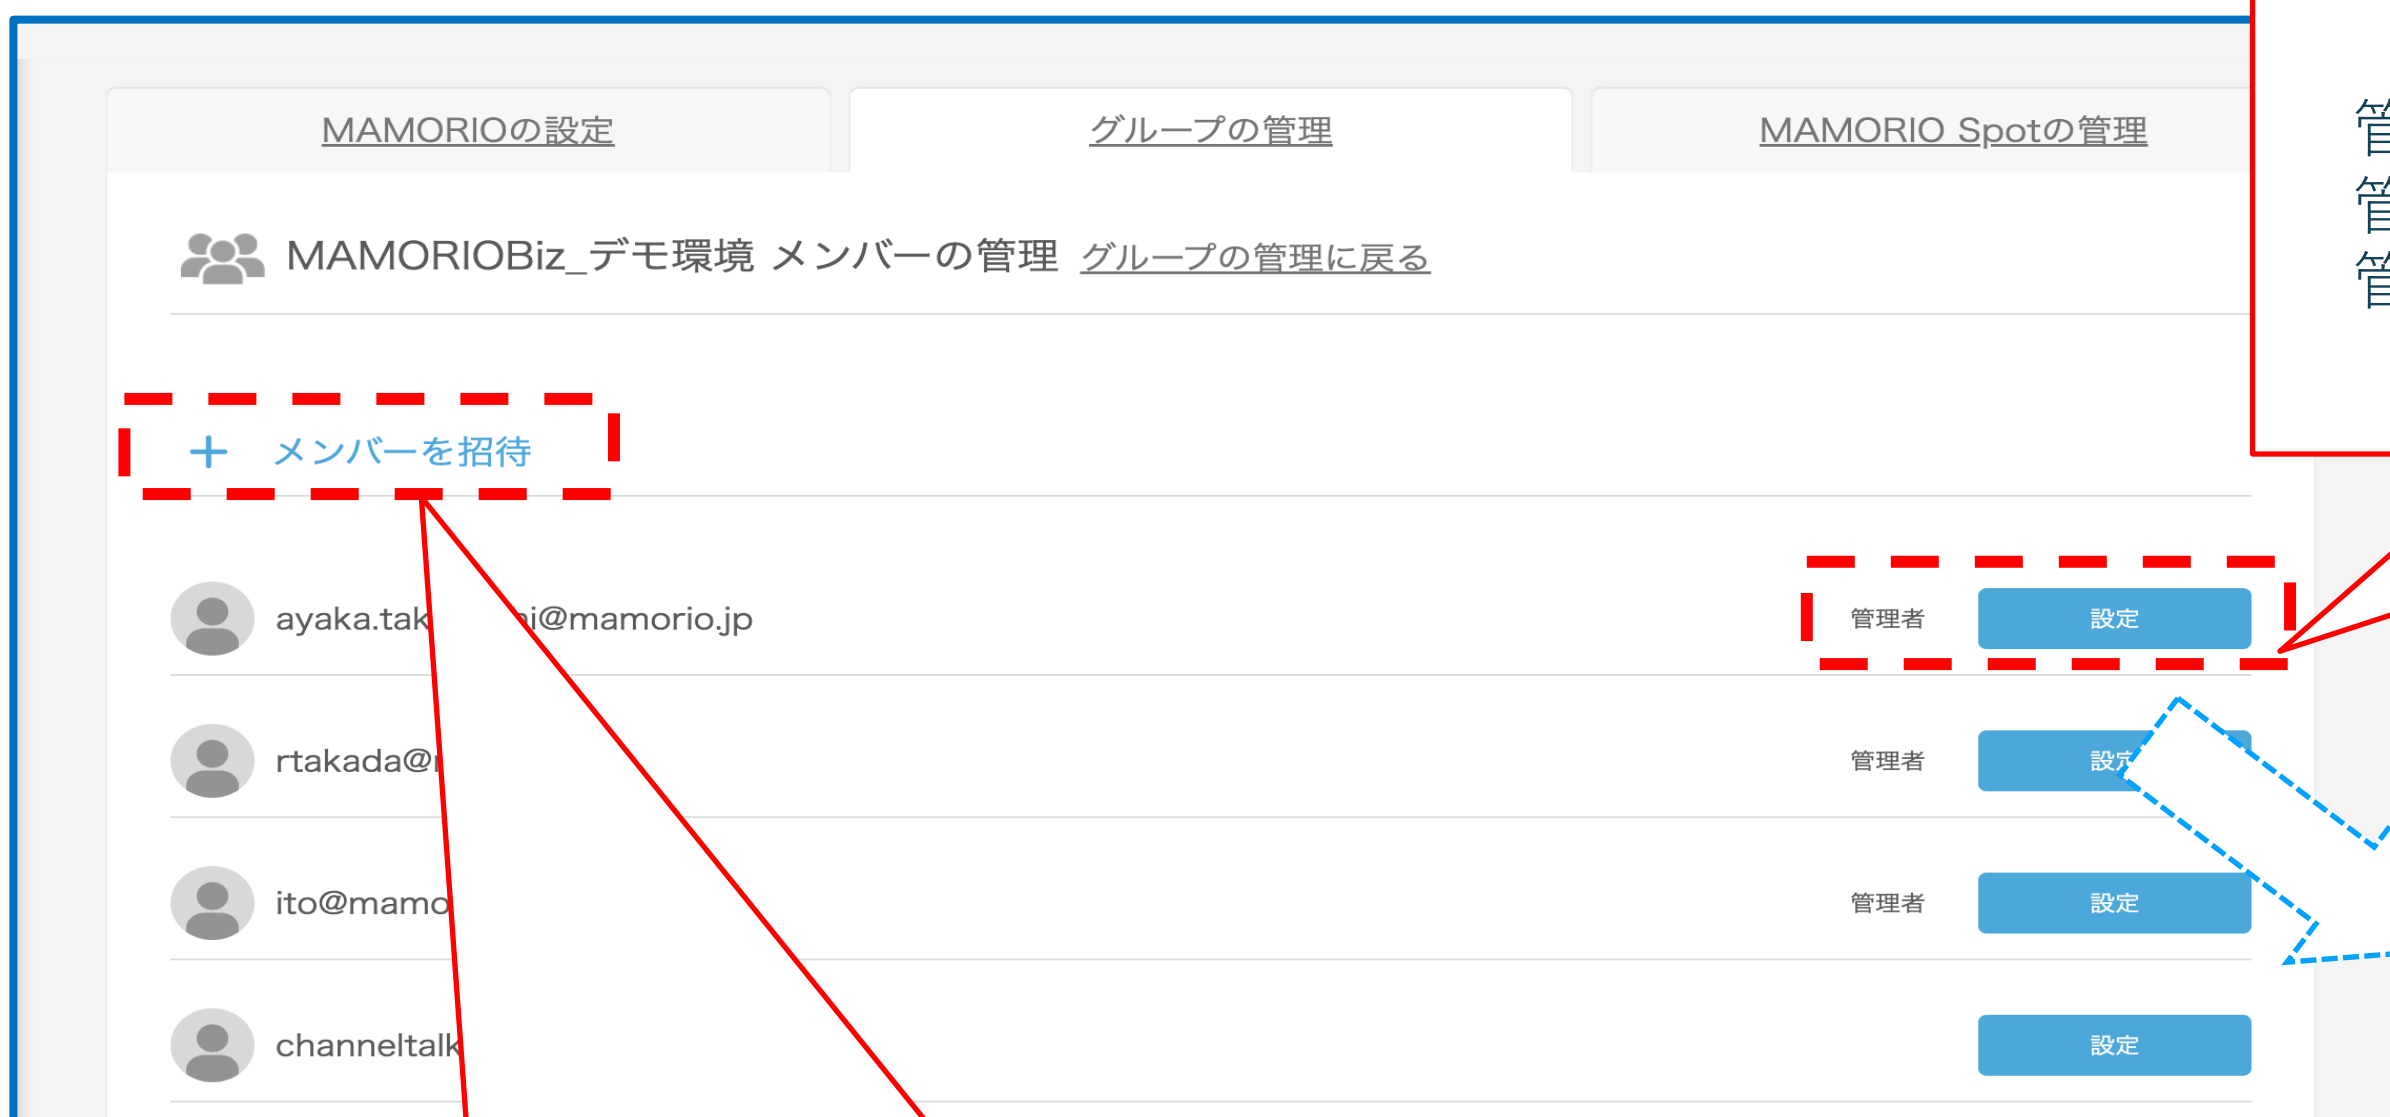 MAMORIOの設定 グループの管理 MAMORIO Spotの管理
MAMORIOBiz_デモ環境 メンバーの管理 グループの管理に戻る
＋ メンバーを招待
ayaka.tak i@mamorio.jp 管理者 設定
rtakada@ 管理者 設定
ito@mamo 管理者 設定
channeltalk 設定
管
管
管